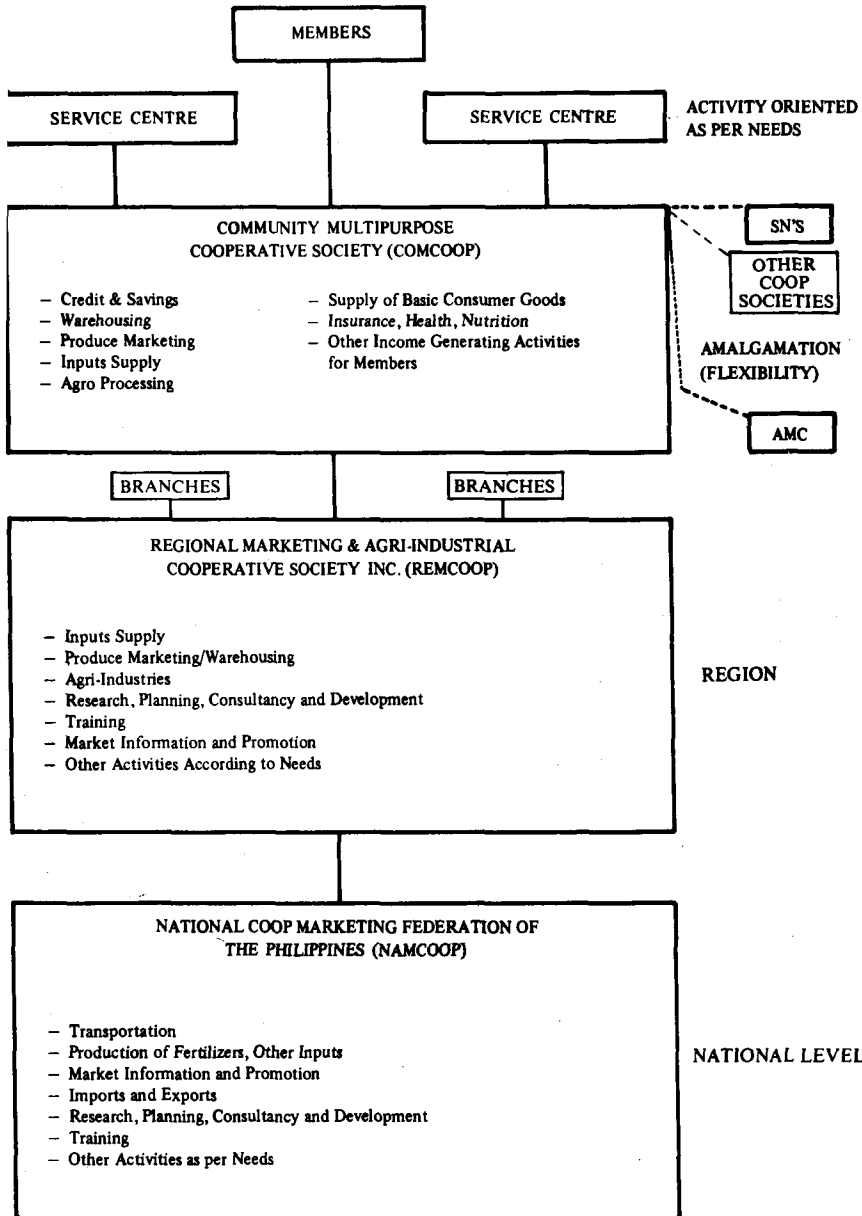 MEMBERS
SERVICE CENTRE
SERVICE CENTRE
ACTIVITY ORIENTED
AS PER NEEDS
COMMUNITY MULTIPURPOSE
COOPERATIVE SOCIETY (COMCOOP)
– Credit & Savings
– Warehousing
– Produce Marketing
– Inputs Supply
– Agro Processing
– Supply of Basic Consumer Goods
– Insurance, Health, Nutrition
– Other Income Generating Activities
for Members
SN'S
OTHER
COOP
SOCIETIES
AMALGAMATION
(FLEXIBILITY)
AMC
BRANCHES
BRANCHES
REGIONAL MARKETING & AGRI-INDUSTRIAL
COOPERATIVE SOCIETY INC. (REMCOOP)
– Inputs Supply
– Produce Marketing/Warehousing
– Agri-Industries
– Research, Planning, Consultancy and Development
– Training
– Market Information and Promotion
– Other Activities According to Needs
REGION
NATIONAL COOP MARKETING FEDERATION OF
THE PHILIPPINES (NAMCOOP)
– Transportation
– Production of Fertilizers, Other Inputs
– Market Information and Promotion
– Imports and Exports
– Research, Planning, Consultancy and Development
– Training
– Other Activities as per Needs
NATIONAL LEVEL